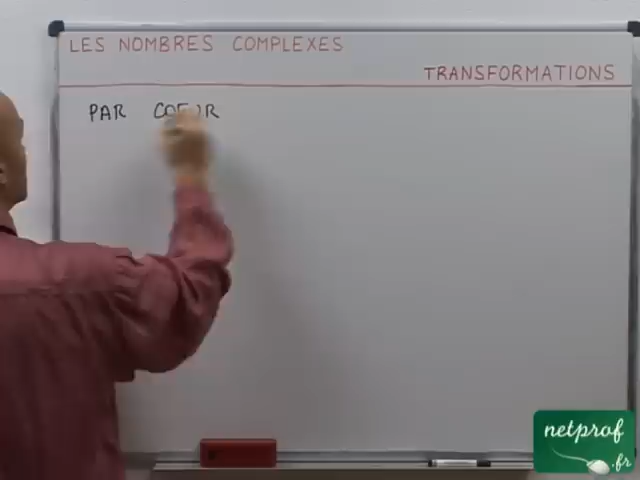 LES NOMBRES COMPLEXES
TRANSFORMATIONS
PAR COEUR
netprof
.fr